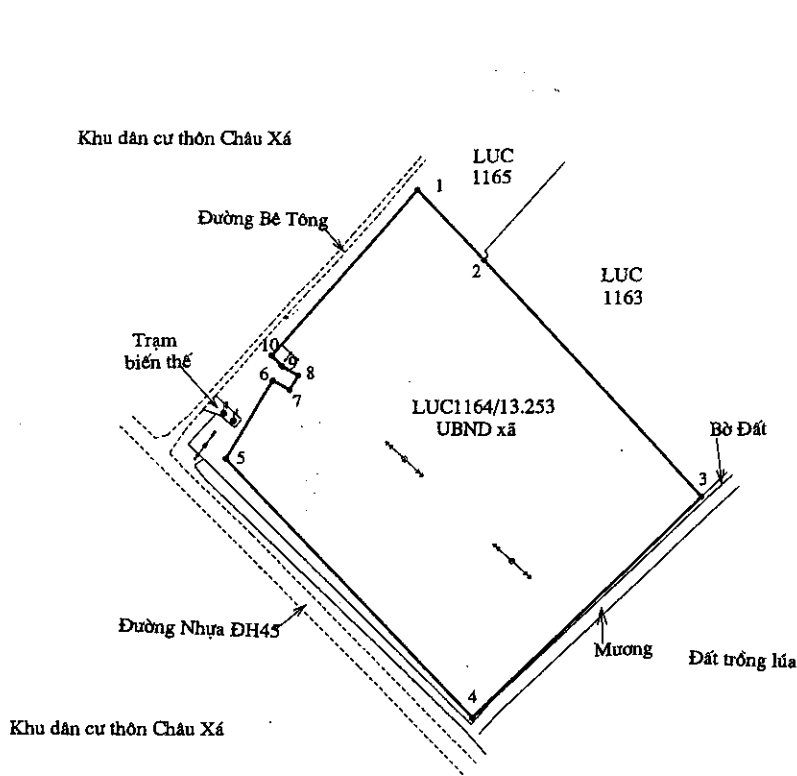 Khu dân cư thôn Châu Xá
LUC
1165
1
Đường Bê Tông
2
LUC
1163
Trạm
biến thế
10
9
8
6
7
LUC1164/13.253
UBND xã
Bờ Đất
5
3
Đường Nhựa ĐH45
Mương
Đất trồng lúa
4
Khu dân cư thôn Châu Xá